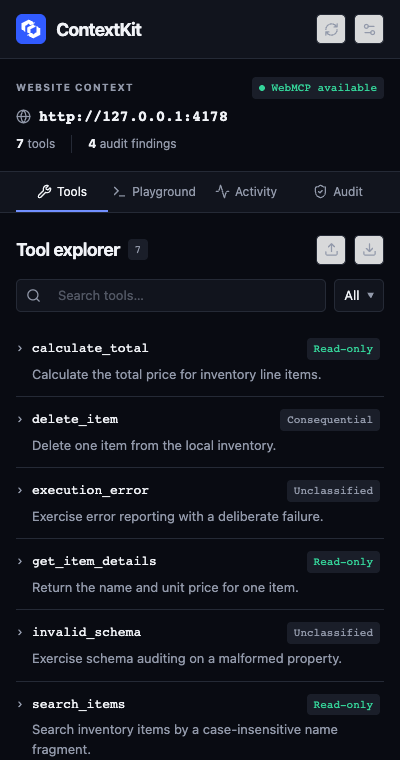 ContextKit
WEBSITE CONTEXT
WebMCP available
http://127.0.0.1:4178
7 tools
4 audit findings
Tools
Playground
Activity
Audit
Tool explorer
7
Search tools...
All
calculate_total
Read-only
Calculate the total price for inventory line items.
delete_item
Consequential
Delete one item from the local inventory.
execution_error
Unclassified
Exercise error reporting with a deliberate failure.
get_item_details
Read-only
Return the name and unit price for one item.
invalid_schema
Unclassified
Exercise schema auditing on a malformed property.
search_items
Read-only
Search inventory items by a case-insensitive name
fragment.